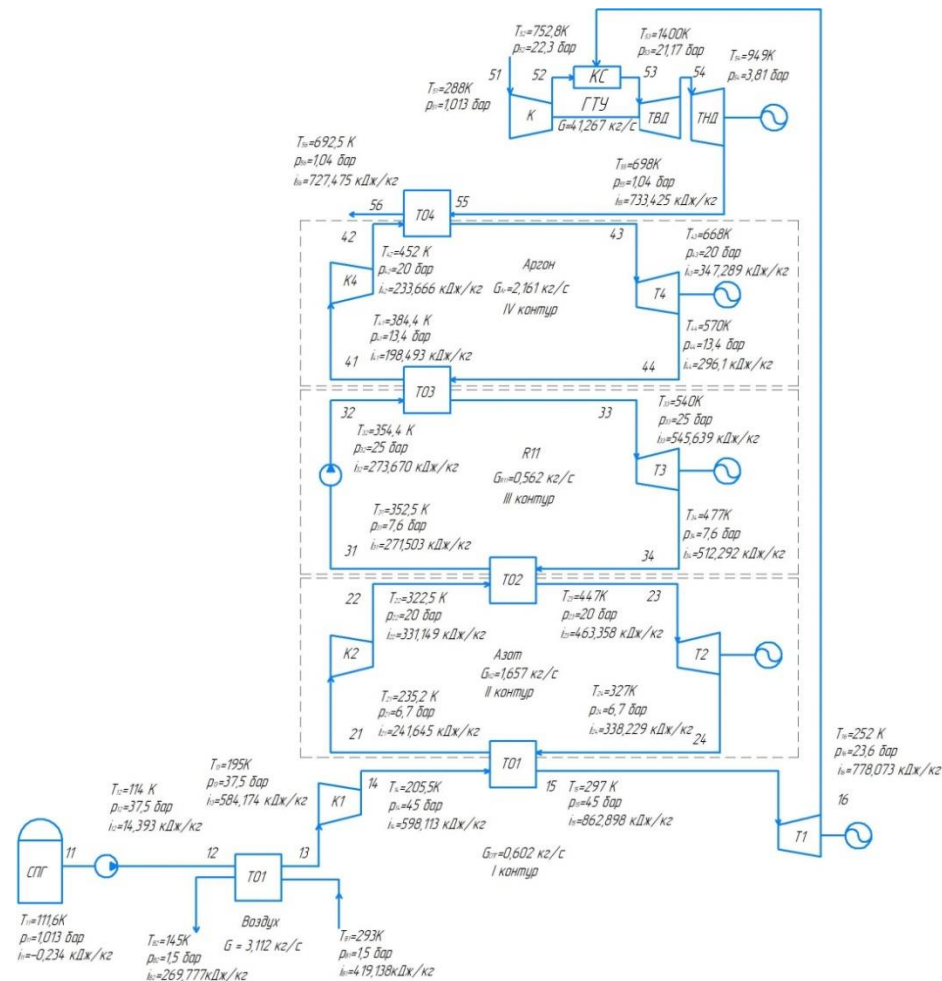 T₅₂=752,8K
p₅₂=22,3 бар
T₅₃=1400K
p₅₃=21,17 бар
T₅₄=949K
p₅₄=3,81 бар
51
52
КС
53
54
T₅₁=288K
p₅₁=1,013 бар
К
ГТУ
G=41,267 кг/с
ТВД
ТНД
T₅₆=692,5 K
p₅₆=1,04 бар
i₅₆=727,475 кДж/кг
T₅₅=698K
p₅₅=1,04 бар
i₅₅=733,425 кДж/кг
56
ТО4
55
42
43
T₄₂=452 K
p₄₂=20 бар
i₄₂=233,666 кДж/кг
К4
Аргон
Gₐᵣ=2,161 кг/с
IV контур
T₄₃=668K
p₄₃=20 бар
i₄₃=347,289 кДж/кг
Т4
T₄₁=384,4 K
p₄₁=13,4 бар
i₄₁=198,493 кДж/кг
T₄₄=570K
p₄₄=13,4 бар
i₄₄=296,1 кДж/кг
41
ТО3
44
32
33
T₃₂=354,4 K
p₃₂=25 бар
i₃₂=273,670 кДж/кг
R11
G_R11=0,562 кг/с
III контур
T₃₃=540K
p₃₃=25 бар
i₃₃=545,639 кДж/кг
Т3
T₃₁=352,5 K
p₃₁=7,6 бар
i₃₁=271,503 кДж/кг
T₃₄=477K
p₃₄=7,6 бар
i₃₄=512,292 кДж/кг
31
ТО2
34
22
23
T₂₂=322,5 K
p₂₂=20 бар
i₂₂=331,149 кДж/кг
К2
Азот
G_N2=1,657 кг/с
II контур
T₂₃=447K
p₂₃=20 бар
i₂₃=463,358 кДж/кг
Т2
T₂₁=235,2 K
p₂₁=6,7 бар
i₂₁=241,645 кДж/кг
T₂₄=327K
p₂₄=6,7 бар
i₂₄=338,229 кДж/кг
21
ТО1
24
T₁₂=114 K
p₁₂=37,5 бар
i₁₂=14,393 кДж/кг
T₁₃=195K
p₁₃=37,5 бар
i₁₃=584,174 кДж/кг
К1
14
T₁₄=205,5K
p₁₄=45 бар
i₁₄=598,113 кДж/кг
15
T₁₅=297 K
p₁₅=45 бар
i₁₅=862,898 кДж/кг
T₁₆=252 K
p₁₆=23,6 бар
i₁₆=778,073 кДж/кг
16
Т1
СПГ
11
12
ТО1
13
G_СПГ=0,602 кг/с
I контур
T₁₁=111,6K
p₁₁=1,013 бар
i₁₁=-0,234 кДж/кг
Воздух
G = 3,112 кг/с
T_В2=145K
p_В2=1,5 бар
i_В2=269,777кДж/кг
T_В1=293K
p_В1=1,5 бар
i_В1=419,138кДж/кг